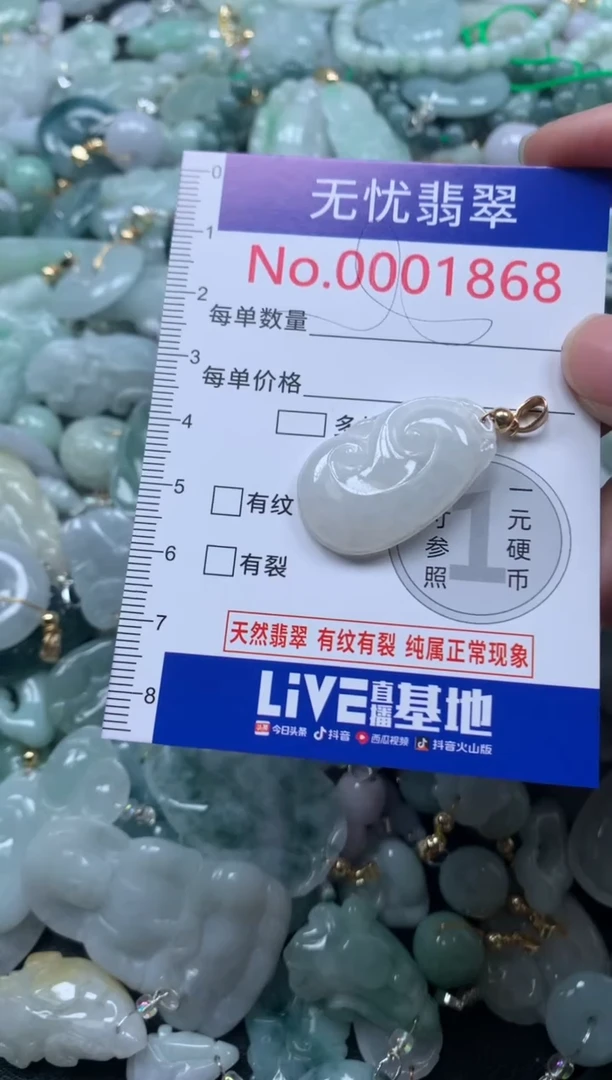 0
无忧翡翠
1
No.0001868
2
每单数量
3
每单价格
4
多
5
有纹
一元硬币
1
参照
6
有裂
7
天然翡翠 有纹有裂 纯属正常现象
8
LiVE直播基地
头条 今日头条 抖音 西瓜视频 抖音火山版